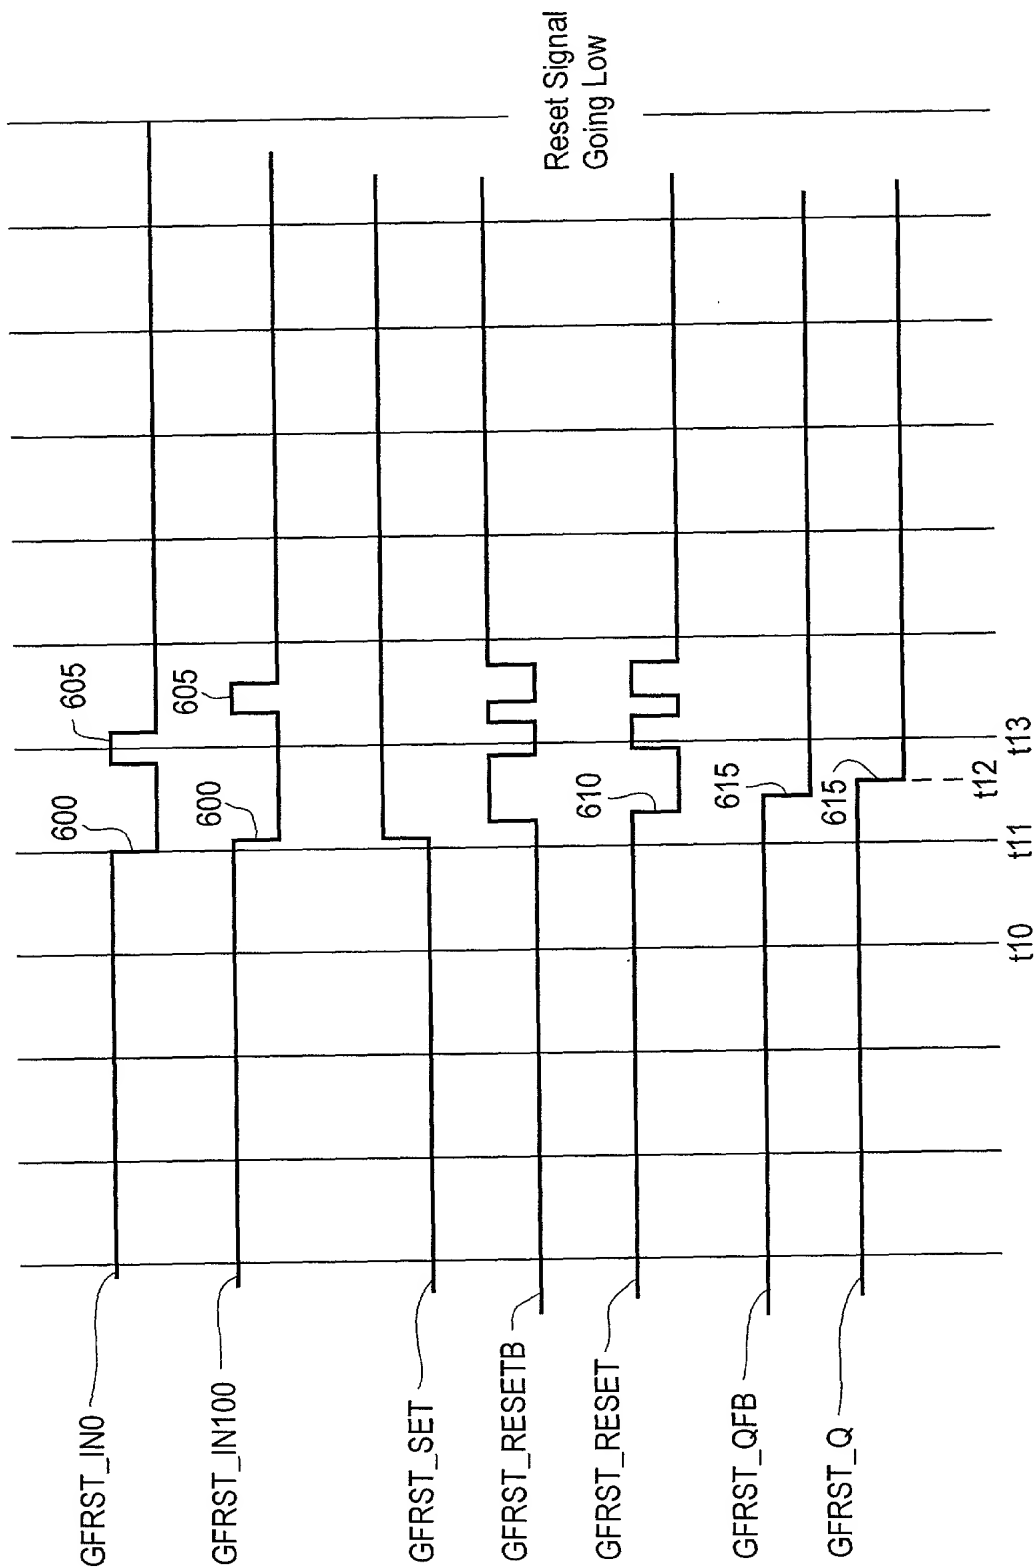 GFRST_IN0
600
605
GFRST_IN100
600
605
GFRST_SET
GFRST_RESETB
Reset Signal
Going Low
GFRST_RESET
610
GFRST_QFB
615
GFRST_Q
615
t10
t11
t12
t13